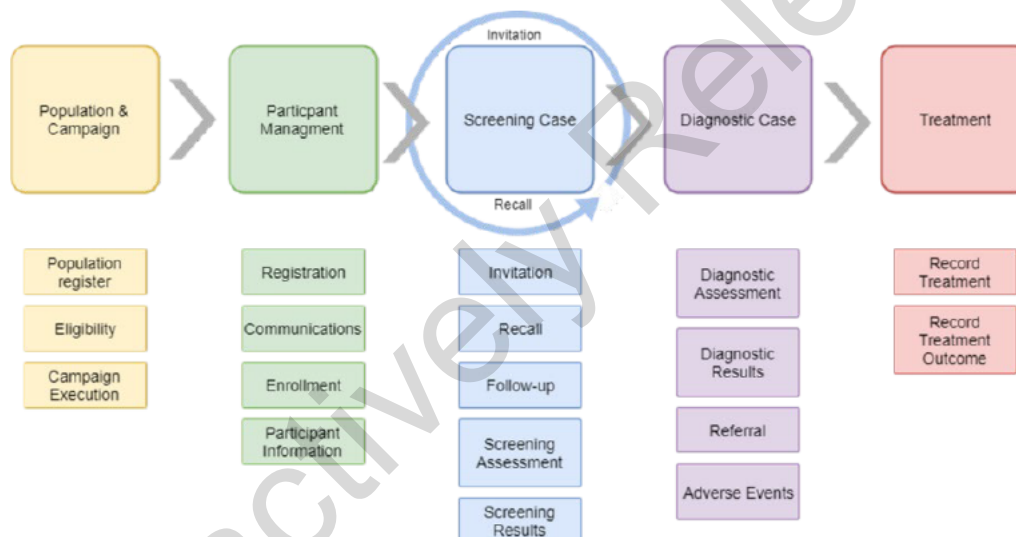 Invitation
Population &
Campaign
Particpant
Managment
Screening Case
Diagnostic Case
Treatment
Recall
Population
register
Eligibility
Campaign
Execution
Registration
Communications
Enrollment
Participant
Information
Invitation
Recall
Follow-up
Screening
Assessment
Screening
Results
Diagnostic
Assessment
Diagnostic
Results
Referral
Adverse Events
Record
Treatment
Record
Treatment
Outcome
ctively Rele